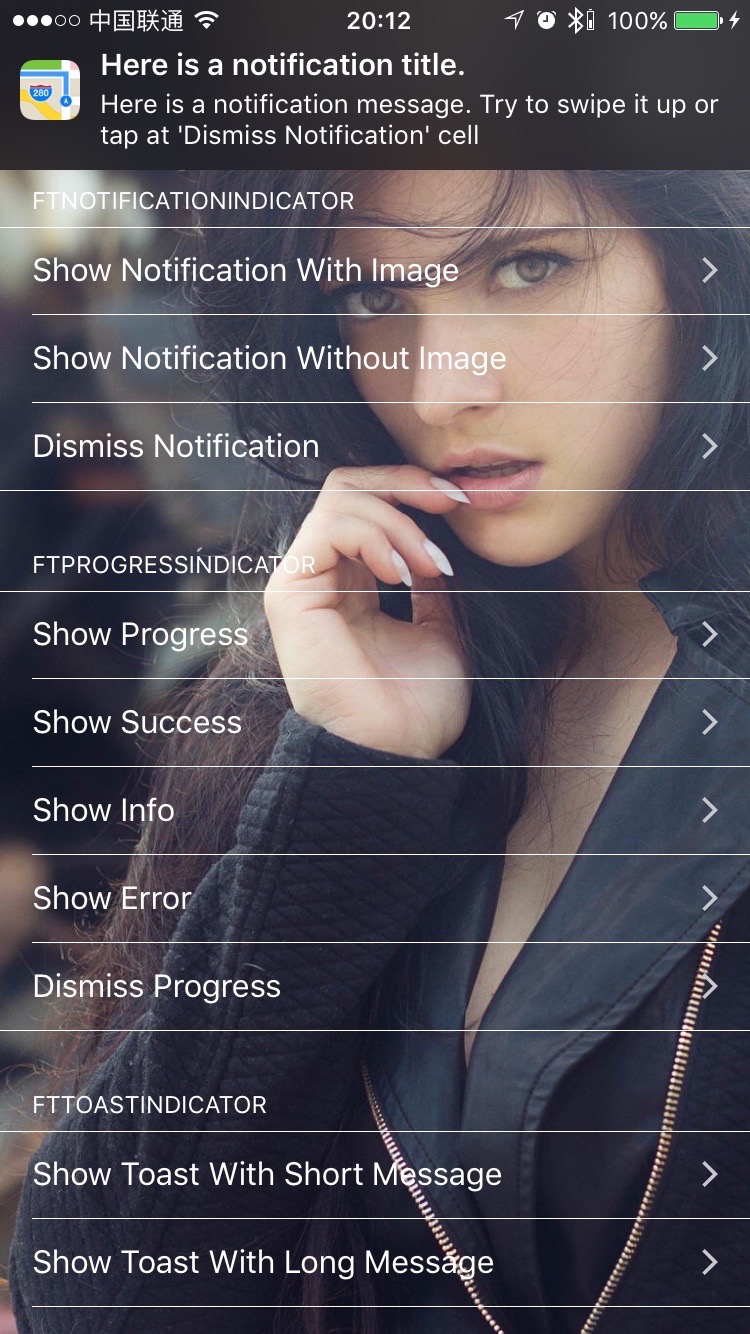 中国联通 20:12 100%
Here is a notification title.
280
Here is a notification message. Try to swipe it up or
tap at 'Dismiss Notification' cell
FTNOTIFICATIONINDICATOR
Show Notification With Image
Show Notification Without Image
Dismiss Notification
FTPROGRESSINDICATOR
Show Progress
Show Success
Show Info
Show Error
Dismiss Progress
FTTOASTINDICATOR
Show Toast With Short Message
Show Toast With Long Message